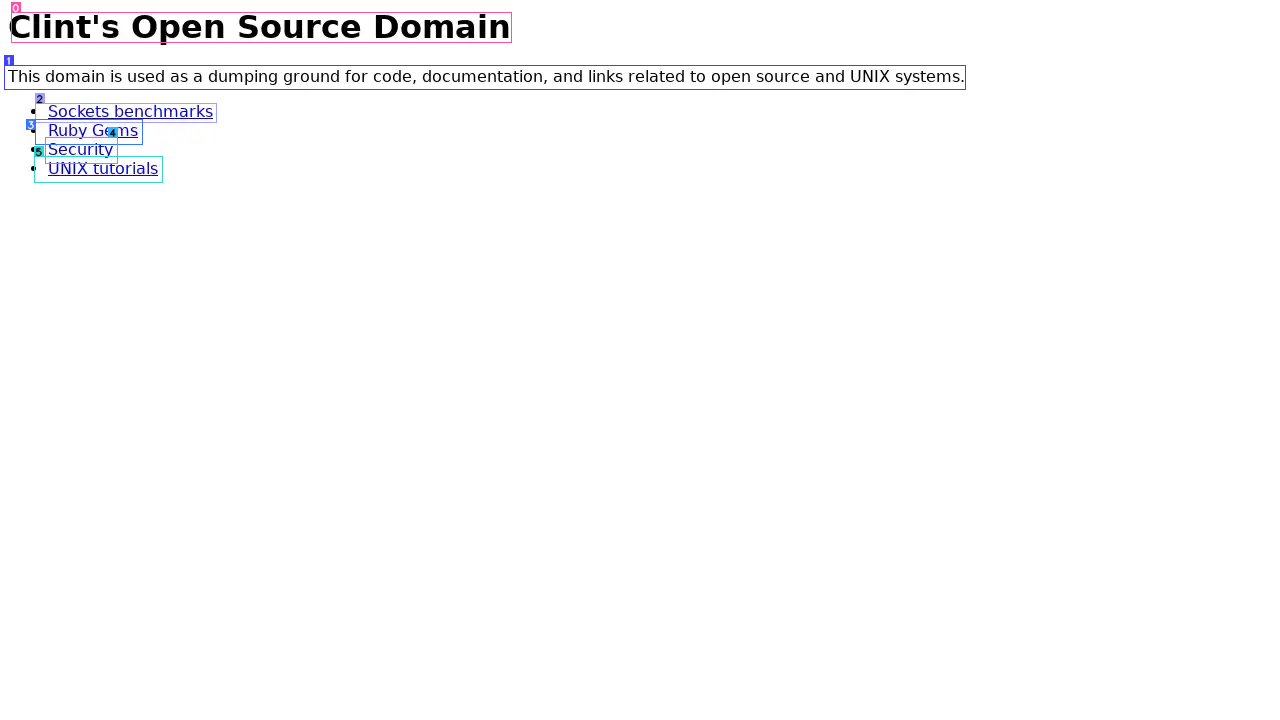 Clint's Open Source Domain
This domain is used as a dumping ground for code, documentation, and links related to open source and UNIX systems.
Sockets benchmarks
Ruby Gems
Security
UNIX tutorials
0
1
2
3
4
5